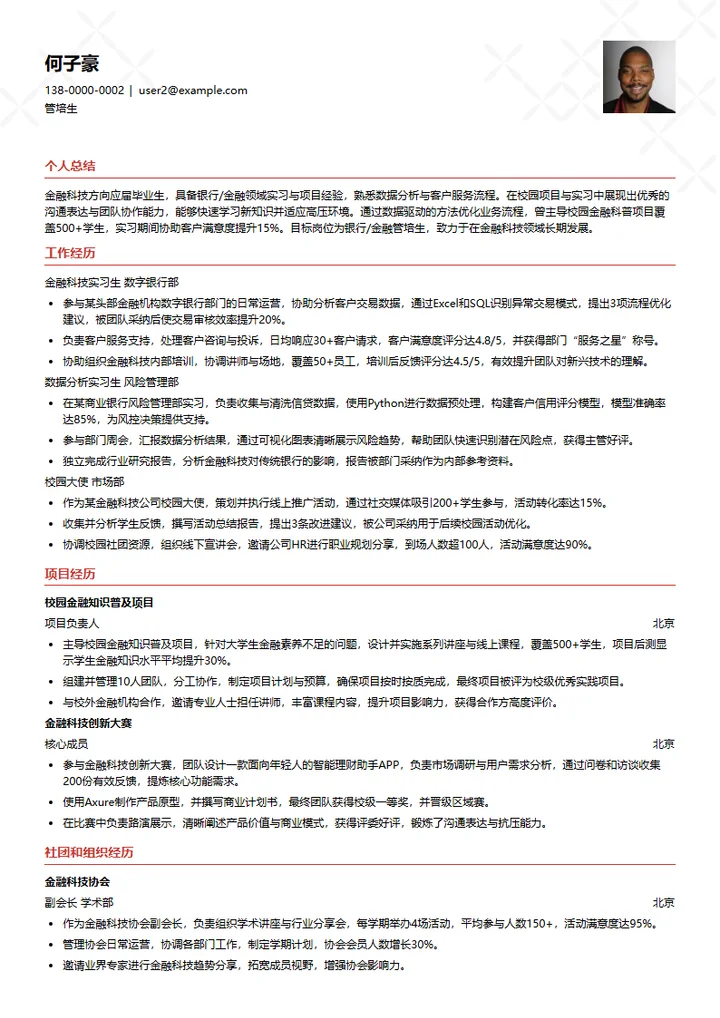 何子豪
138-0000-0002 | user2@example.com
管培生
个人总结
金融科技方向应届毕业生，具备银行/金融领域实习与项目经验，熟悉数据分析与客户服务流程。在校园项目与实习中展现出优秀的
沟通表达与团队协作能力，能够快速学习新知识并适应高压环境。通过数据驱动的方法优化业务流程，曾主导校园金融科普项目覆
盖500+学生，实习期间协助客户满意度提升15%。目标岗位为银行/金融管培生，致力于在金融科技领域长期发展。
工作经历
金融科技实习生 数字银行部
• 参与某头部金融机构数字银行部门的日常运营，协助分析客户交易数据，通过Excel和SQL识别异常交易模式，提出3项流程优化
建议，被团队采纳后使交易审核效率提升20%。
• 负责客户服务支持，处理客户咨询与投诉，日均响应30+客户请求，客户满意度评分达4.8/5，并获得部门“服务之星”称号。
• 协助组织金融科技内部培训，协调讲师与场地，覆盖50+员工，培训后反馈评分达4.5/5，有效提升团队对新兴技术的理解。
数据分析实习生 风险管理部
• 在某商业银行风险管理部实习，负责收集与清洗信贷数据，使用Python进行数据预处理，构建客户信用评分模型，模型准确率
达85%，为风控决策提供支持。
• 参与部门周会，汇报数据分析结果，通过可视化图表清晰展示风险趋势，帮助团队快速识别潜在风险点，获得主管好评。
• 独立完成行业研究报告，分析金融科技对传统银行的影响，报告被部门采纳作为内部参考资料。
校园大使 市场部
• 作为某金融科技公司校园大使，策划并执行线上推广活动，通过社交媒体吸引200+学生参与，活动转化率达15%。
• 收集并分析学生反馈，撰写活动总结报告，提出3条改进建议，被公司采纳用于后续校园活动优化。
• 协调校园社团资源，组织线下宣讲会，邀请公司HR进行职业规划分享，到场人数超100人，活动满意度达90%。
项目经历
校园金融知识普及项目
项目负责人 北京
• 主导校园金融知识普及项目，针对大学生金融素养不足的问题，设计并实施系列讲座与线上课程，覆盖500+学生，项目后测显
示学生金融知识水平平均提升30%。
• 组建并管理10人团队，分工协作，制定项目计划与预算，确保项目按时按质完成，最终项目被评为校级优秀实践项目。
• 与校外金融机构合作，邀请专业人士担任讲师，丰富课程内容，提升项目影响力，获得合作方高度评价。
金融科技创新大赛
核心成员 北京
• 参与金融科技创新大赛，团队设计一款面向年轻人的智能理财助手APP，负责市场调研与用户需求分析，通过问卷和访谈收集
200份有效反馈，提炼核心功能需求。
• 使用Axure制作产品原型，并撰写商业计划书，最终团队获得校级一等奖，并晋级区域赛。
• 在比赛中负责路演展示，清晰阐述产品价值与商业模式，获得评委好评，锻炼了沟通表达与抗压能力。
社团和组织经历
金融科技协会
副会长 学术部 北京
• 作为金融科技协会副会长，负责组织学术讲座与行业分享会，每学期举办4场活动，平均参与人数150+，活动满意度达95%。
• 管理协会日常运营，协调各部门工作，制定学期计划，协会会员人数增长30%。
• 邀请业界专家进行金融科技趋势分享，拓宽成员视野，增强协会影响力。